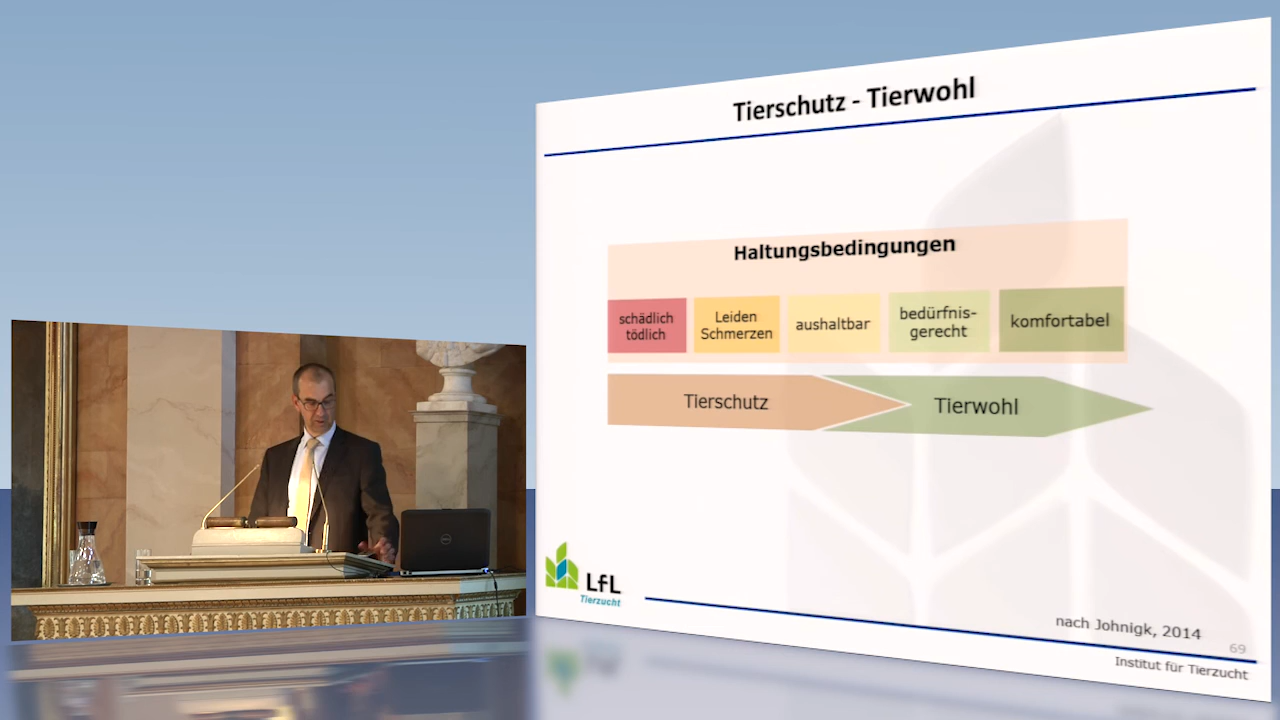 Tierschutz - Tierwohl
Haltungsbedingungen
schädlich
tödlich
Leiden
Schmerzen
aushaltbar
bedürfnis-
gerecht
komfortabel
Tierschutz
Tierwohl
LfL
Tierzucht
nach Johnigk, 2014
69
Institut für Tierzucht